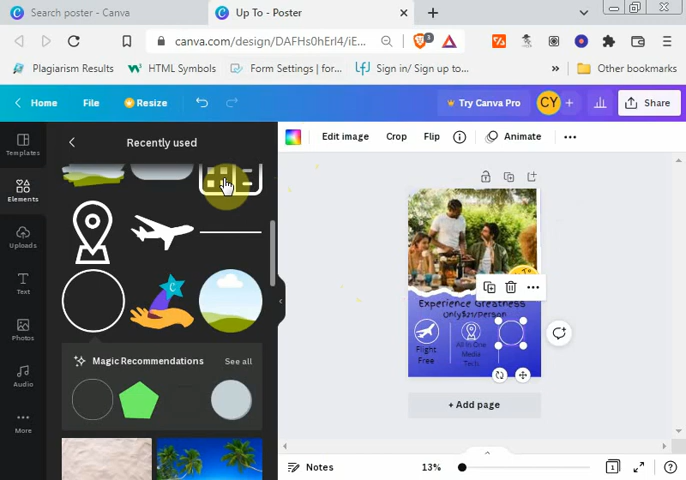 Search poster - Canva
Up To - Poster
canva.com/design/DAFHs0hErl4/iE...
3
Plagiarism Results
HTML Symbols
Form Settings | for...
Sign in/ Sign up to...
»
Other bookmarks
Home
File
Resize
Try Canva Pro
CY
+
Share
Templates
Elements
Uploads
Text
Photos
Audio
More
Recently used
Magic Recommendations
See all
Edit image
Crop
Flip
Animate
Experience Greatness
Only$21/Person
Flight
Free
All In One
Media
Tech.
+ Add page
Notes
13%
1